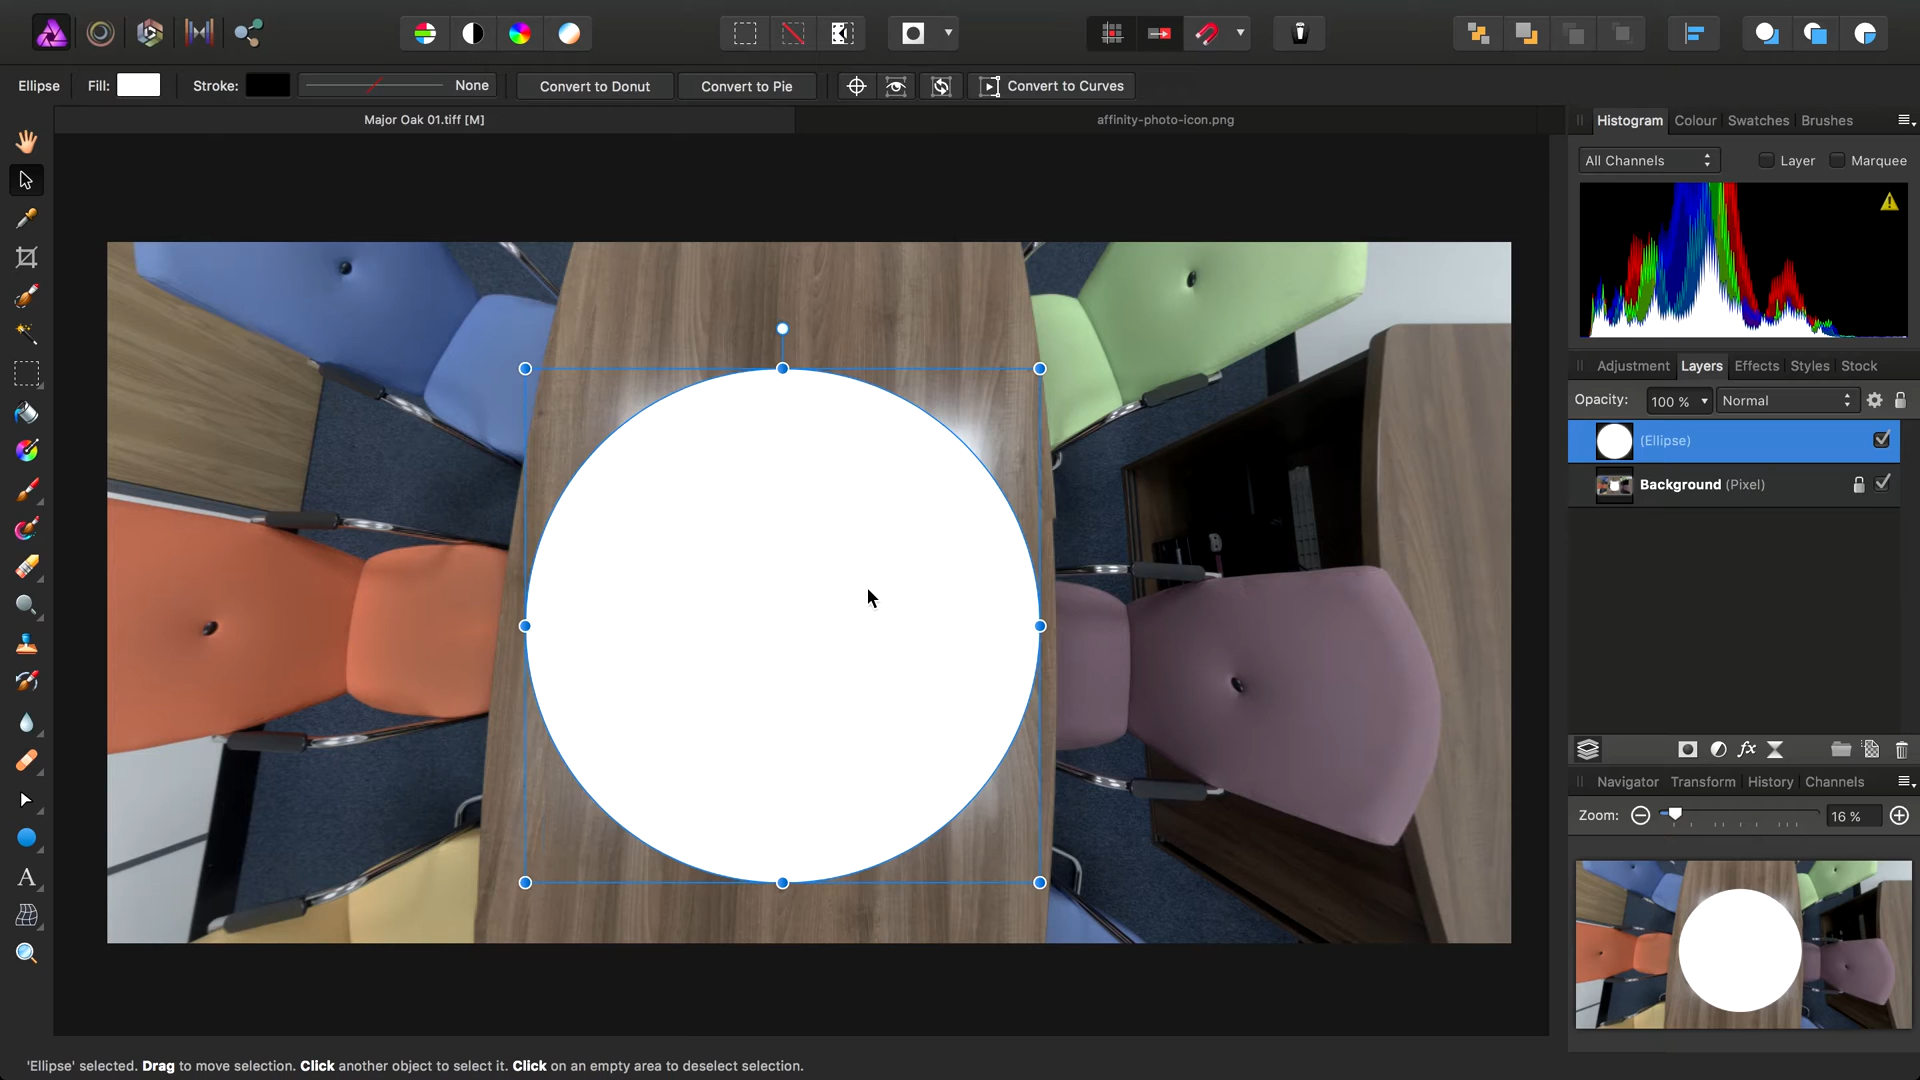 Ellipse Fill: Stroke: None Convert to Donut Convert to Pie Convert to Curves
Major Oak 01.tiff [M] affinity-photo-icon.png
Histogram Colour Swatches Brushes
All Channels Layer Marquee
Adjustment Layers Effects Styles Stock
Opacity: 100 % Normal
(Ellipse)
Background (Pixel)
fx
Navigator Transform History Channels
Zoom: 16 %
A
'Ellipse' selected. Drag to move selection. Click another object to select it. Click on an empty area to deselect selection.